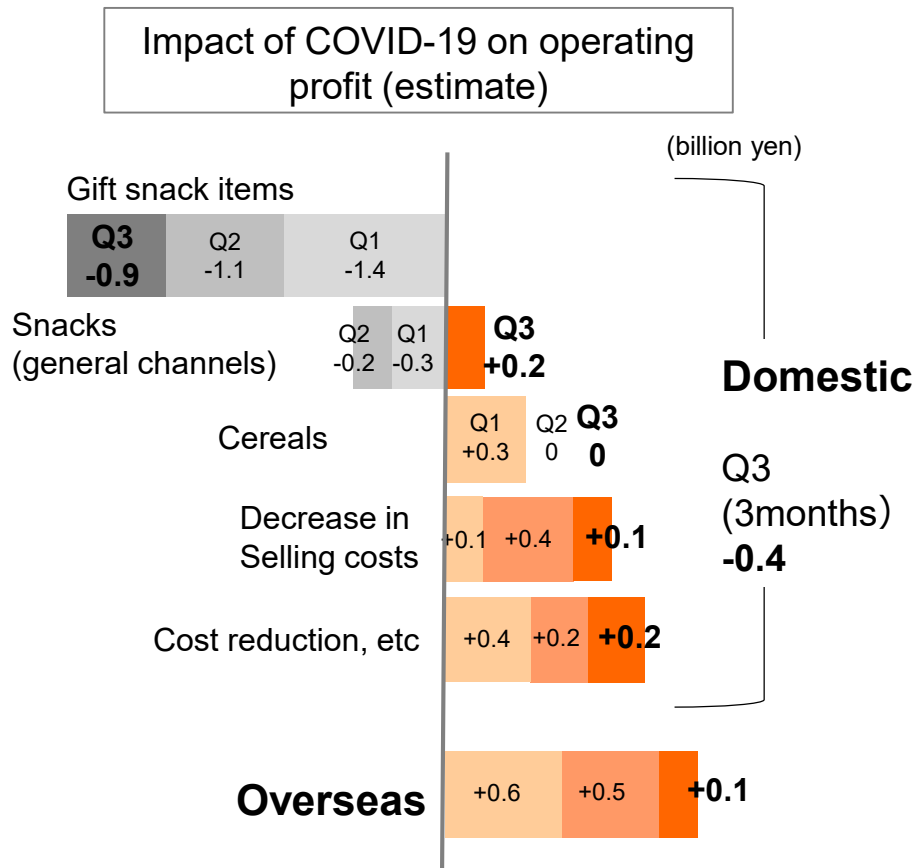 Impact of COVID-19 on operating
profit (estimate)
(billion yen)
Gift snack items
Q3
-0.9
Q2
-1.1
Q1
-1.4
Snacks
(general channels)
Q2
-0.2
Q1
-0.3
Q3
+0.2
Cereals
Q1
+0.3
Q2
0
Q3
0
Decrease in
Selling costs
+0.1
+0.4
+0.1
Cost reduction, etc
+0.4
+0.2
+0.2
Domestic
Q3
(3months）
-0.4
Overseas
+0.6
+0.5
+0.1